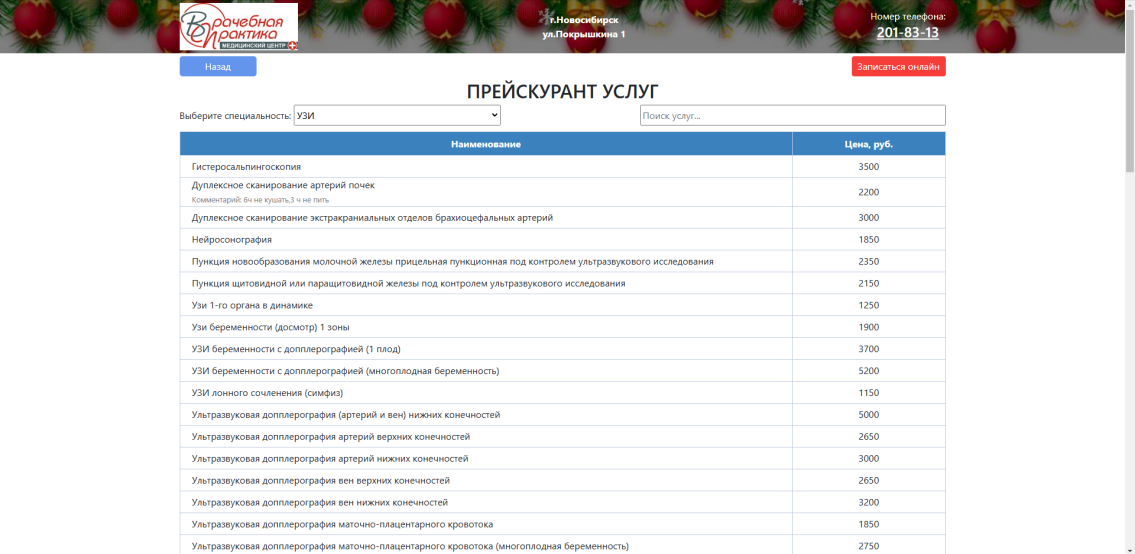 Врачебная
Практика
МЕДИЦИНСКИЙ ЦЕНТР
г.Новосибирск
ул.Покрышкина 1
Номер телефона:
201-83-13
Назад
Записаться онлайн
ПРЕЙСКУРАНТ УСЛУГ
Выберите специальность: УЗИ
Поиск услуг...
Наименование Цена, руб.
Гистеросальпингоскопия 3500
Дуплексное сканирование артерий почек 2200
Комментарий: 6ч не кушать,3 ч не пить
Дуплексное сканирование экстракраниальных отделов брахиоцефальных артерий 3000
Нейросонография 1850
Пункция новообразования молочной железы прицельная пункционная под контролем ультразвукового исследования 2350
Пункция щитовидной или паращитовидной железы под контролем ультразвукового исследования 2150
Узи 1-го органа в динамике 1250
Узи беременности (досмотр) 1 зоны 1900
УЗИ беременности с допплерографией (1 плод) 3700
УЗИ беременности с допплерографией (многоплодная беременность) 5200
УЗИ лонного сочленения (симфиз) 1150
Ультразвуковая допплерография (артерий и вен) нижних конечностей 5000
Ультразвуковая допплерография артерий верхних конечностей 2650
Ультразвуковая допплерография артерий нижних конечностей 3000
Ультразвуковая допплерография вен верхних конечностей 2650
Ультразвуковая допплерография вен нижних конечностей 3200
Ультразвуковая допплерография маточно-плацентарного кровотока 1850
Ультразвуковая допплерография маточно-плацентарного кровотока (многоплодная беременность) 2750